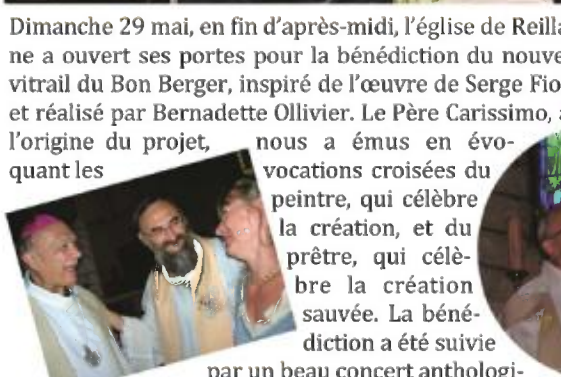 Dimanche 29 mai, en fin d'après-midi, l'église de Reilla
ne a ouvert ses portes pour la bénédiction du nouve
vitrail du Bon Berger, inspiré de l'œuvre de Serge Fio
et réalisé par Bernadette Ollivier. Le Père Carissimo,
l'origine du projet, nous a émus en évo-
quant les vocations croisées du
peintre, qui célèbre
la création, et du
prêtre, qui célè-
bre la création
sauvée. La béné-
diction a été suivie
par un beau concert anthologi-